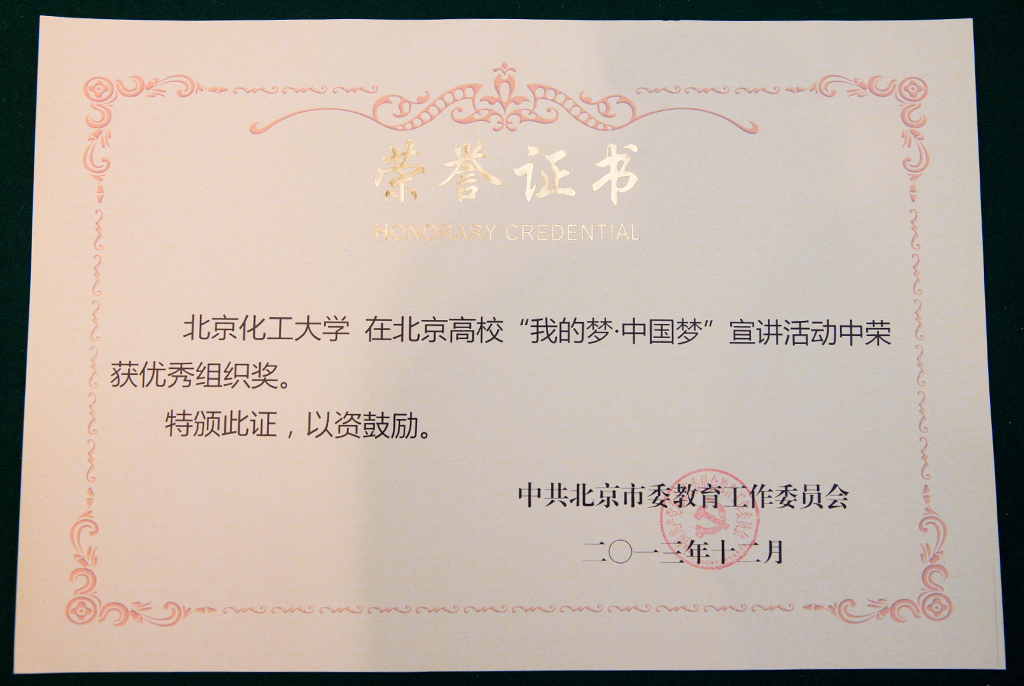 荣誉证书
HONORARY CREDENTIAL
北京化工大学 在北京高校“我的梦·中国梦”宣讲活动中荣
获优秀组织奖。
特颁此证，以资鼓励。
中共北京市委教育工作委员会
二〇一三年十二月